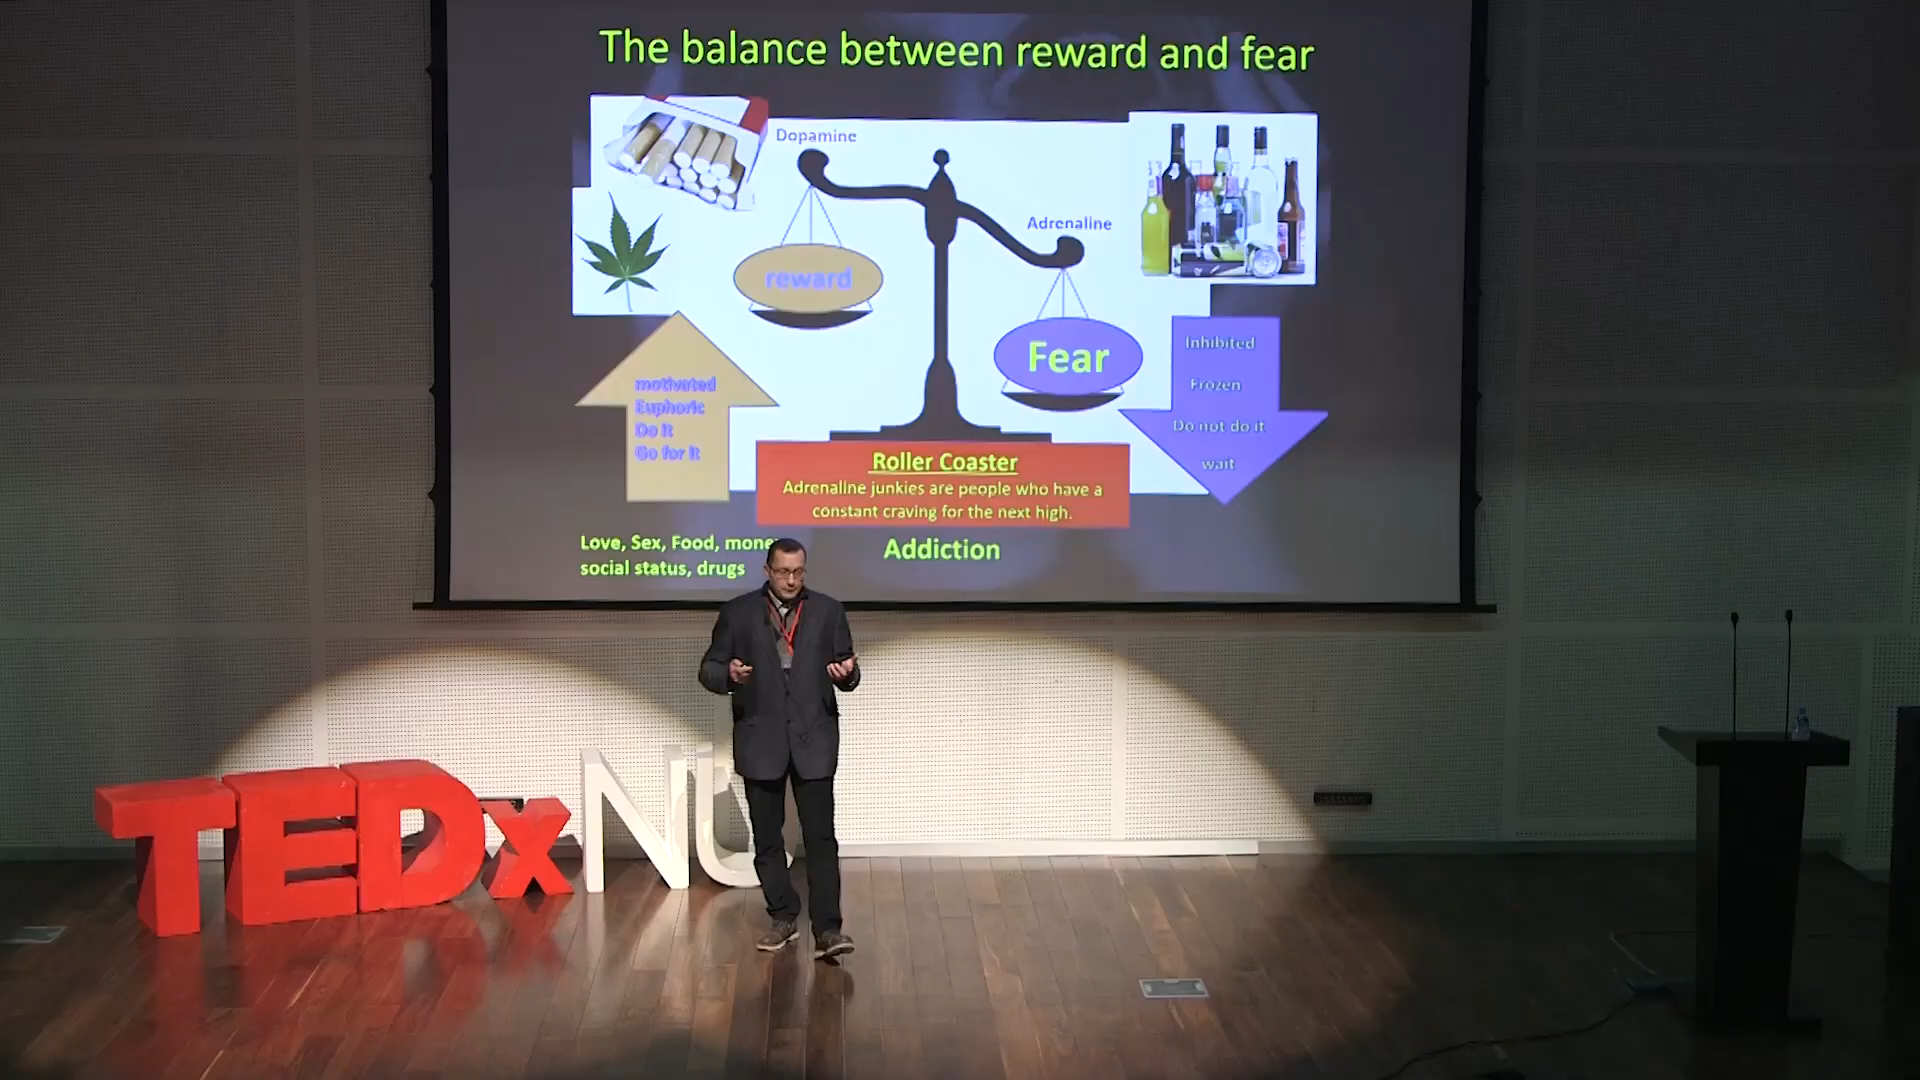 The balance between reward and fear
Dopamine
Adrenaline
reward
Fear
motivated
Euphoric
Do it
Go for it
Inhibited
Frozen
Do not do it
wait
Roller Coaster
Adrenaline junkies are people who have a
constant craving for the next high.
Love, Sex, Food,
social status, drugs
Addiction
TEDxNU